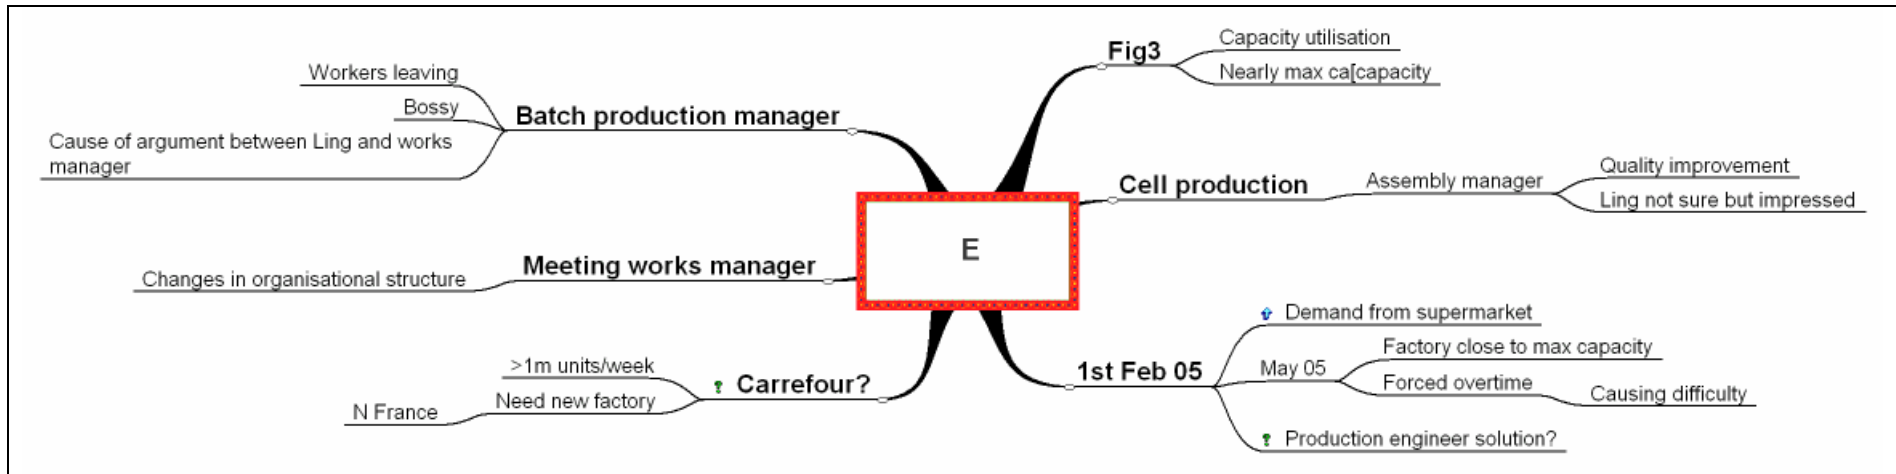 Fig3
Capacity utilisation
Nearly max ca[capacity
Workers leaving
Bossy
Batch production manager
Cause of argument between Ling and works
manager
Cell production
Assembly manager
Quality improvement
Ling not sure but impressed
E
Meeting works manager
Changes in organisational structure
Demand from supermarket
1st Feb 05
May 05
Factory close to max capacity
Forced overtime
Causing difficulty
? Production engineer solution?
>1m units/week
? Carrefour?
Need new factory
N France